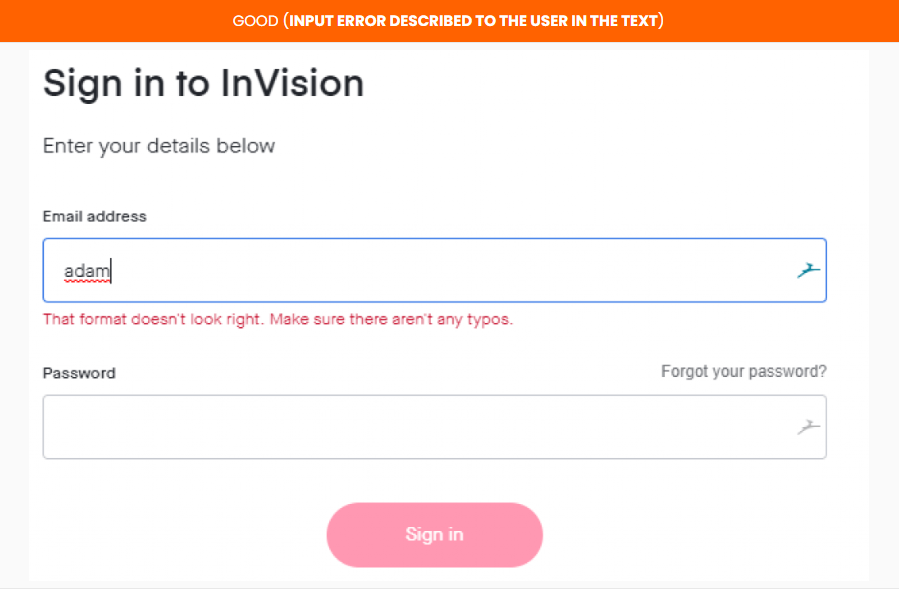 GOOD (INPUT ERROR DESCRIBED TO THE USER IN THE TEXT)
Sign in to InVision
Enter your details below
Email address
adam
That format doesn't look right. Make sure there aren't any typos.
Password
Forgot your password?
Sign in